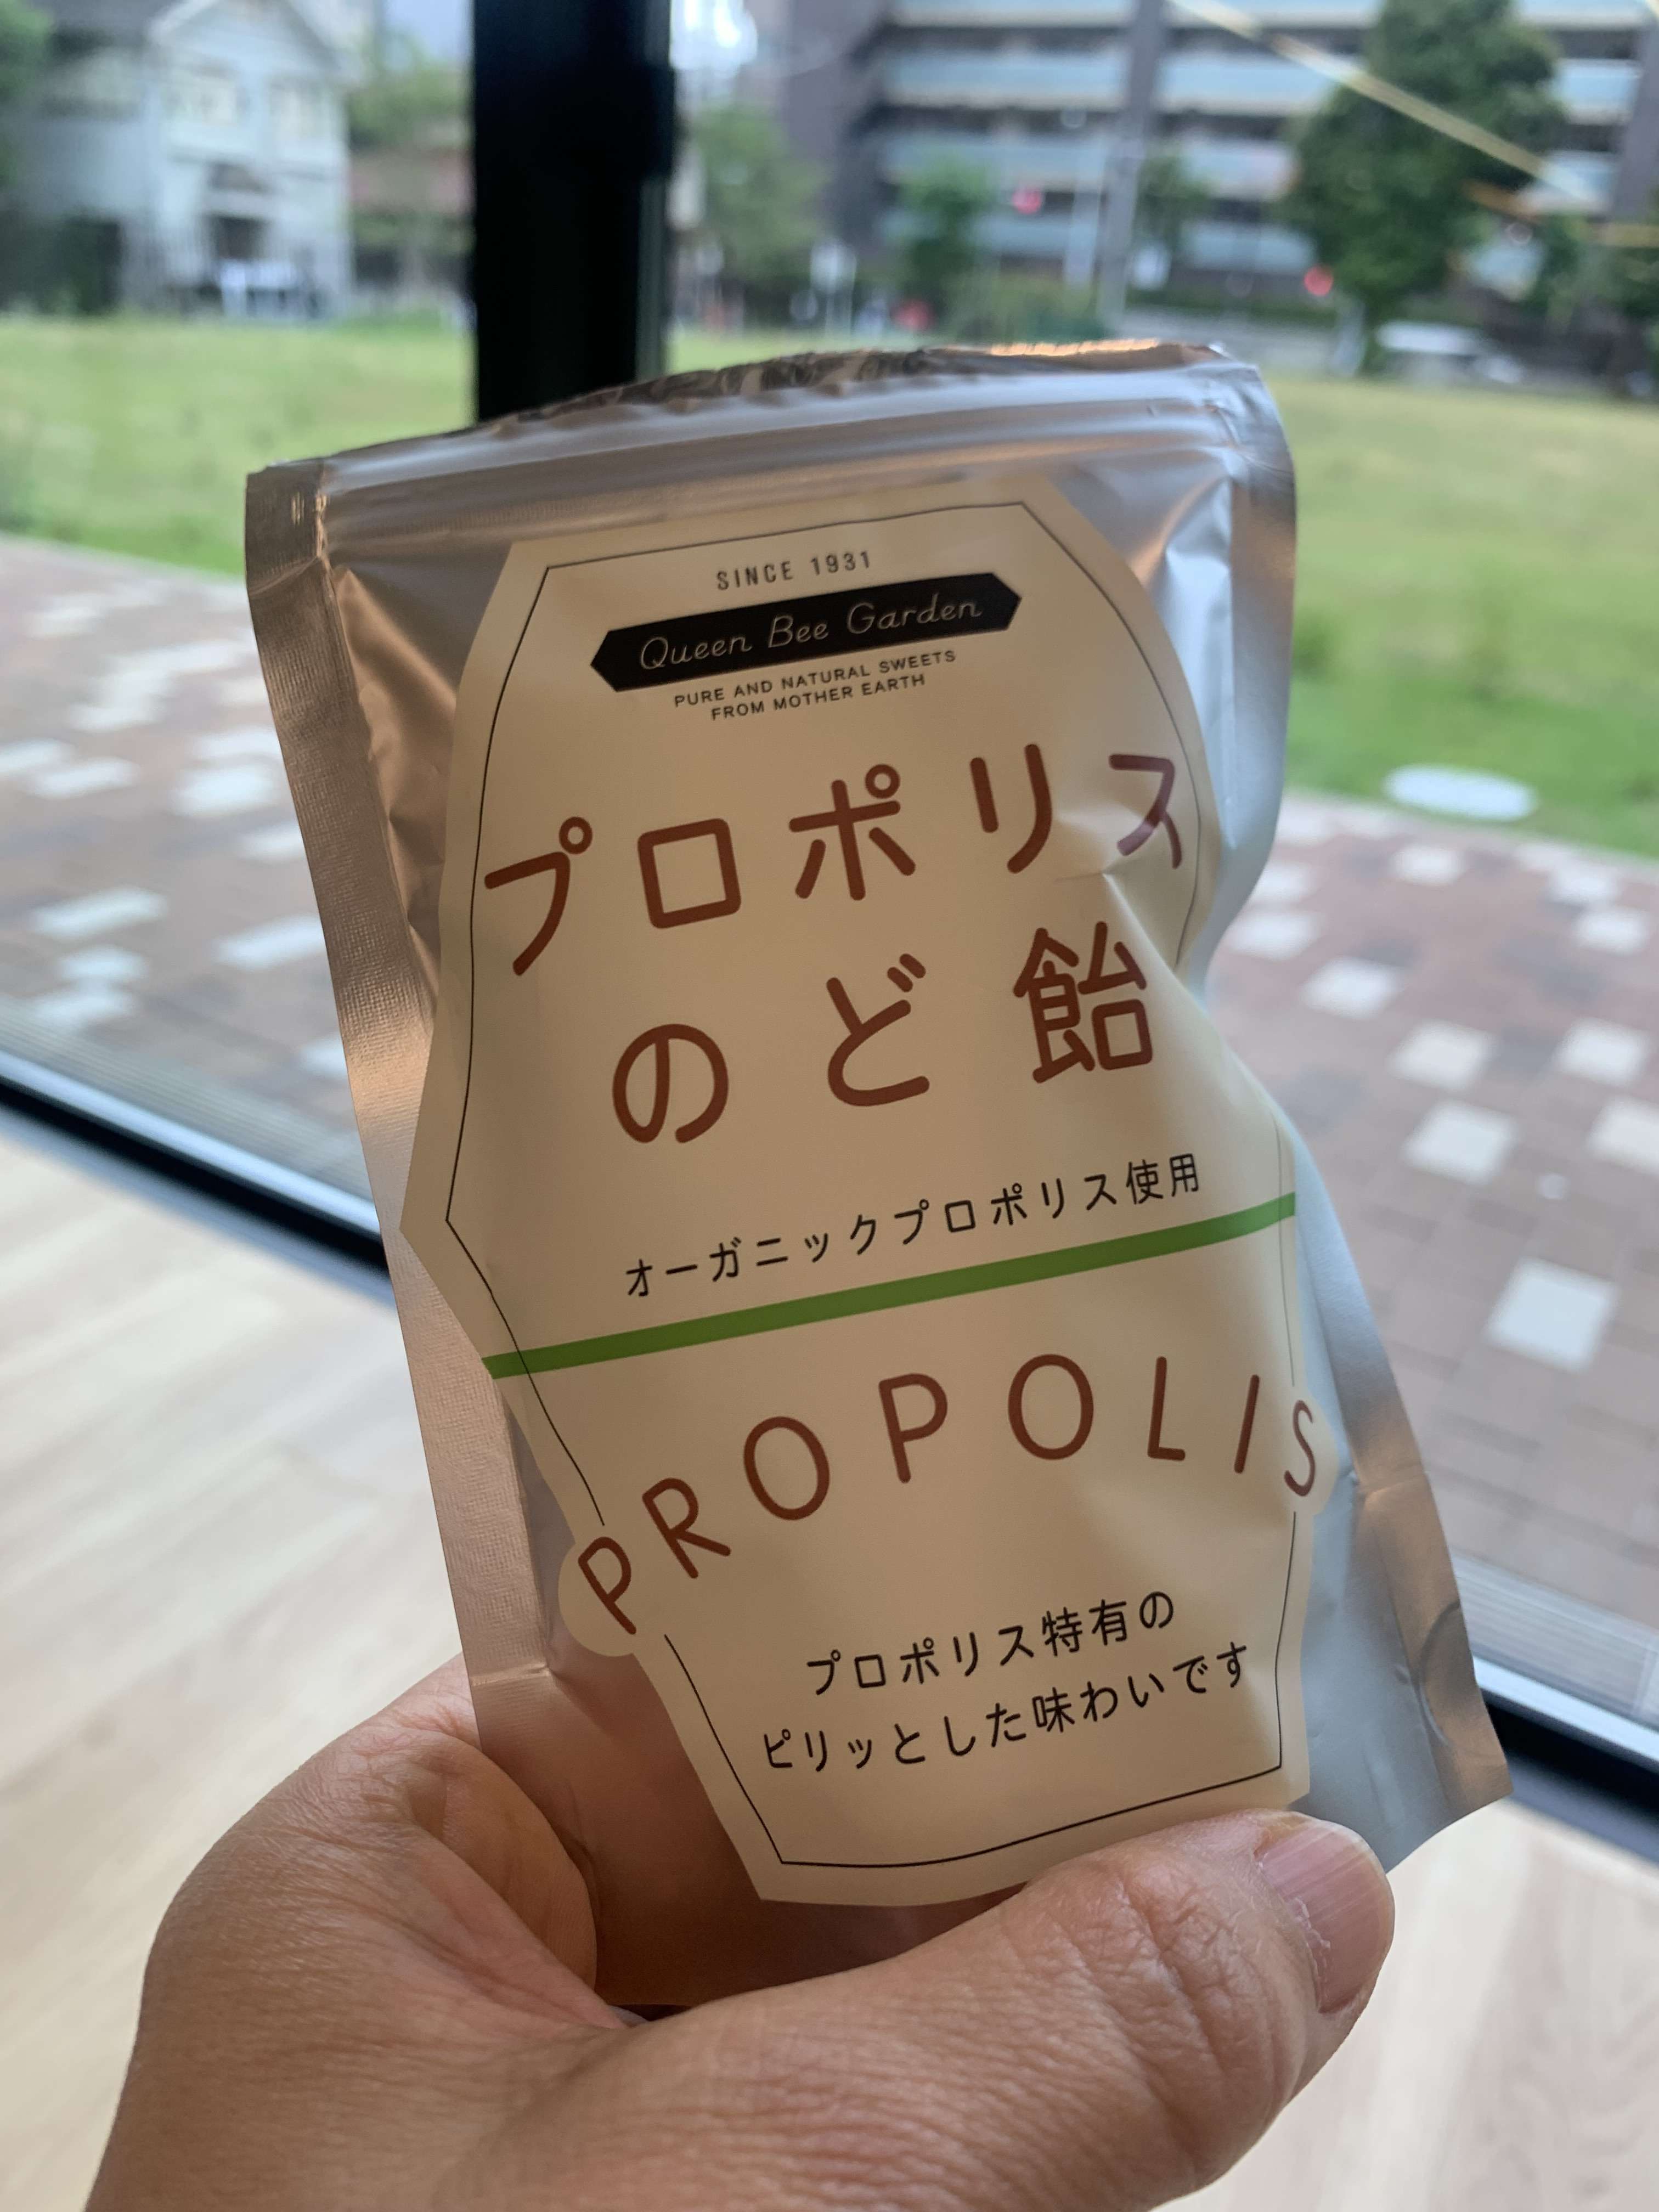 SINCE 1931
Queen Bee Garden
PURE AND NATURAL SWEETS
FROM MOTHER EARTH
プロポリス
のど飴
オーガニックプロポリス使用
PROPOLIS
プロポリス特有の
ピリッとした味わいです